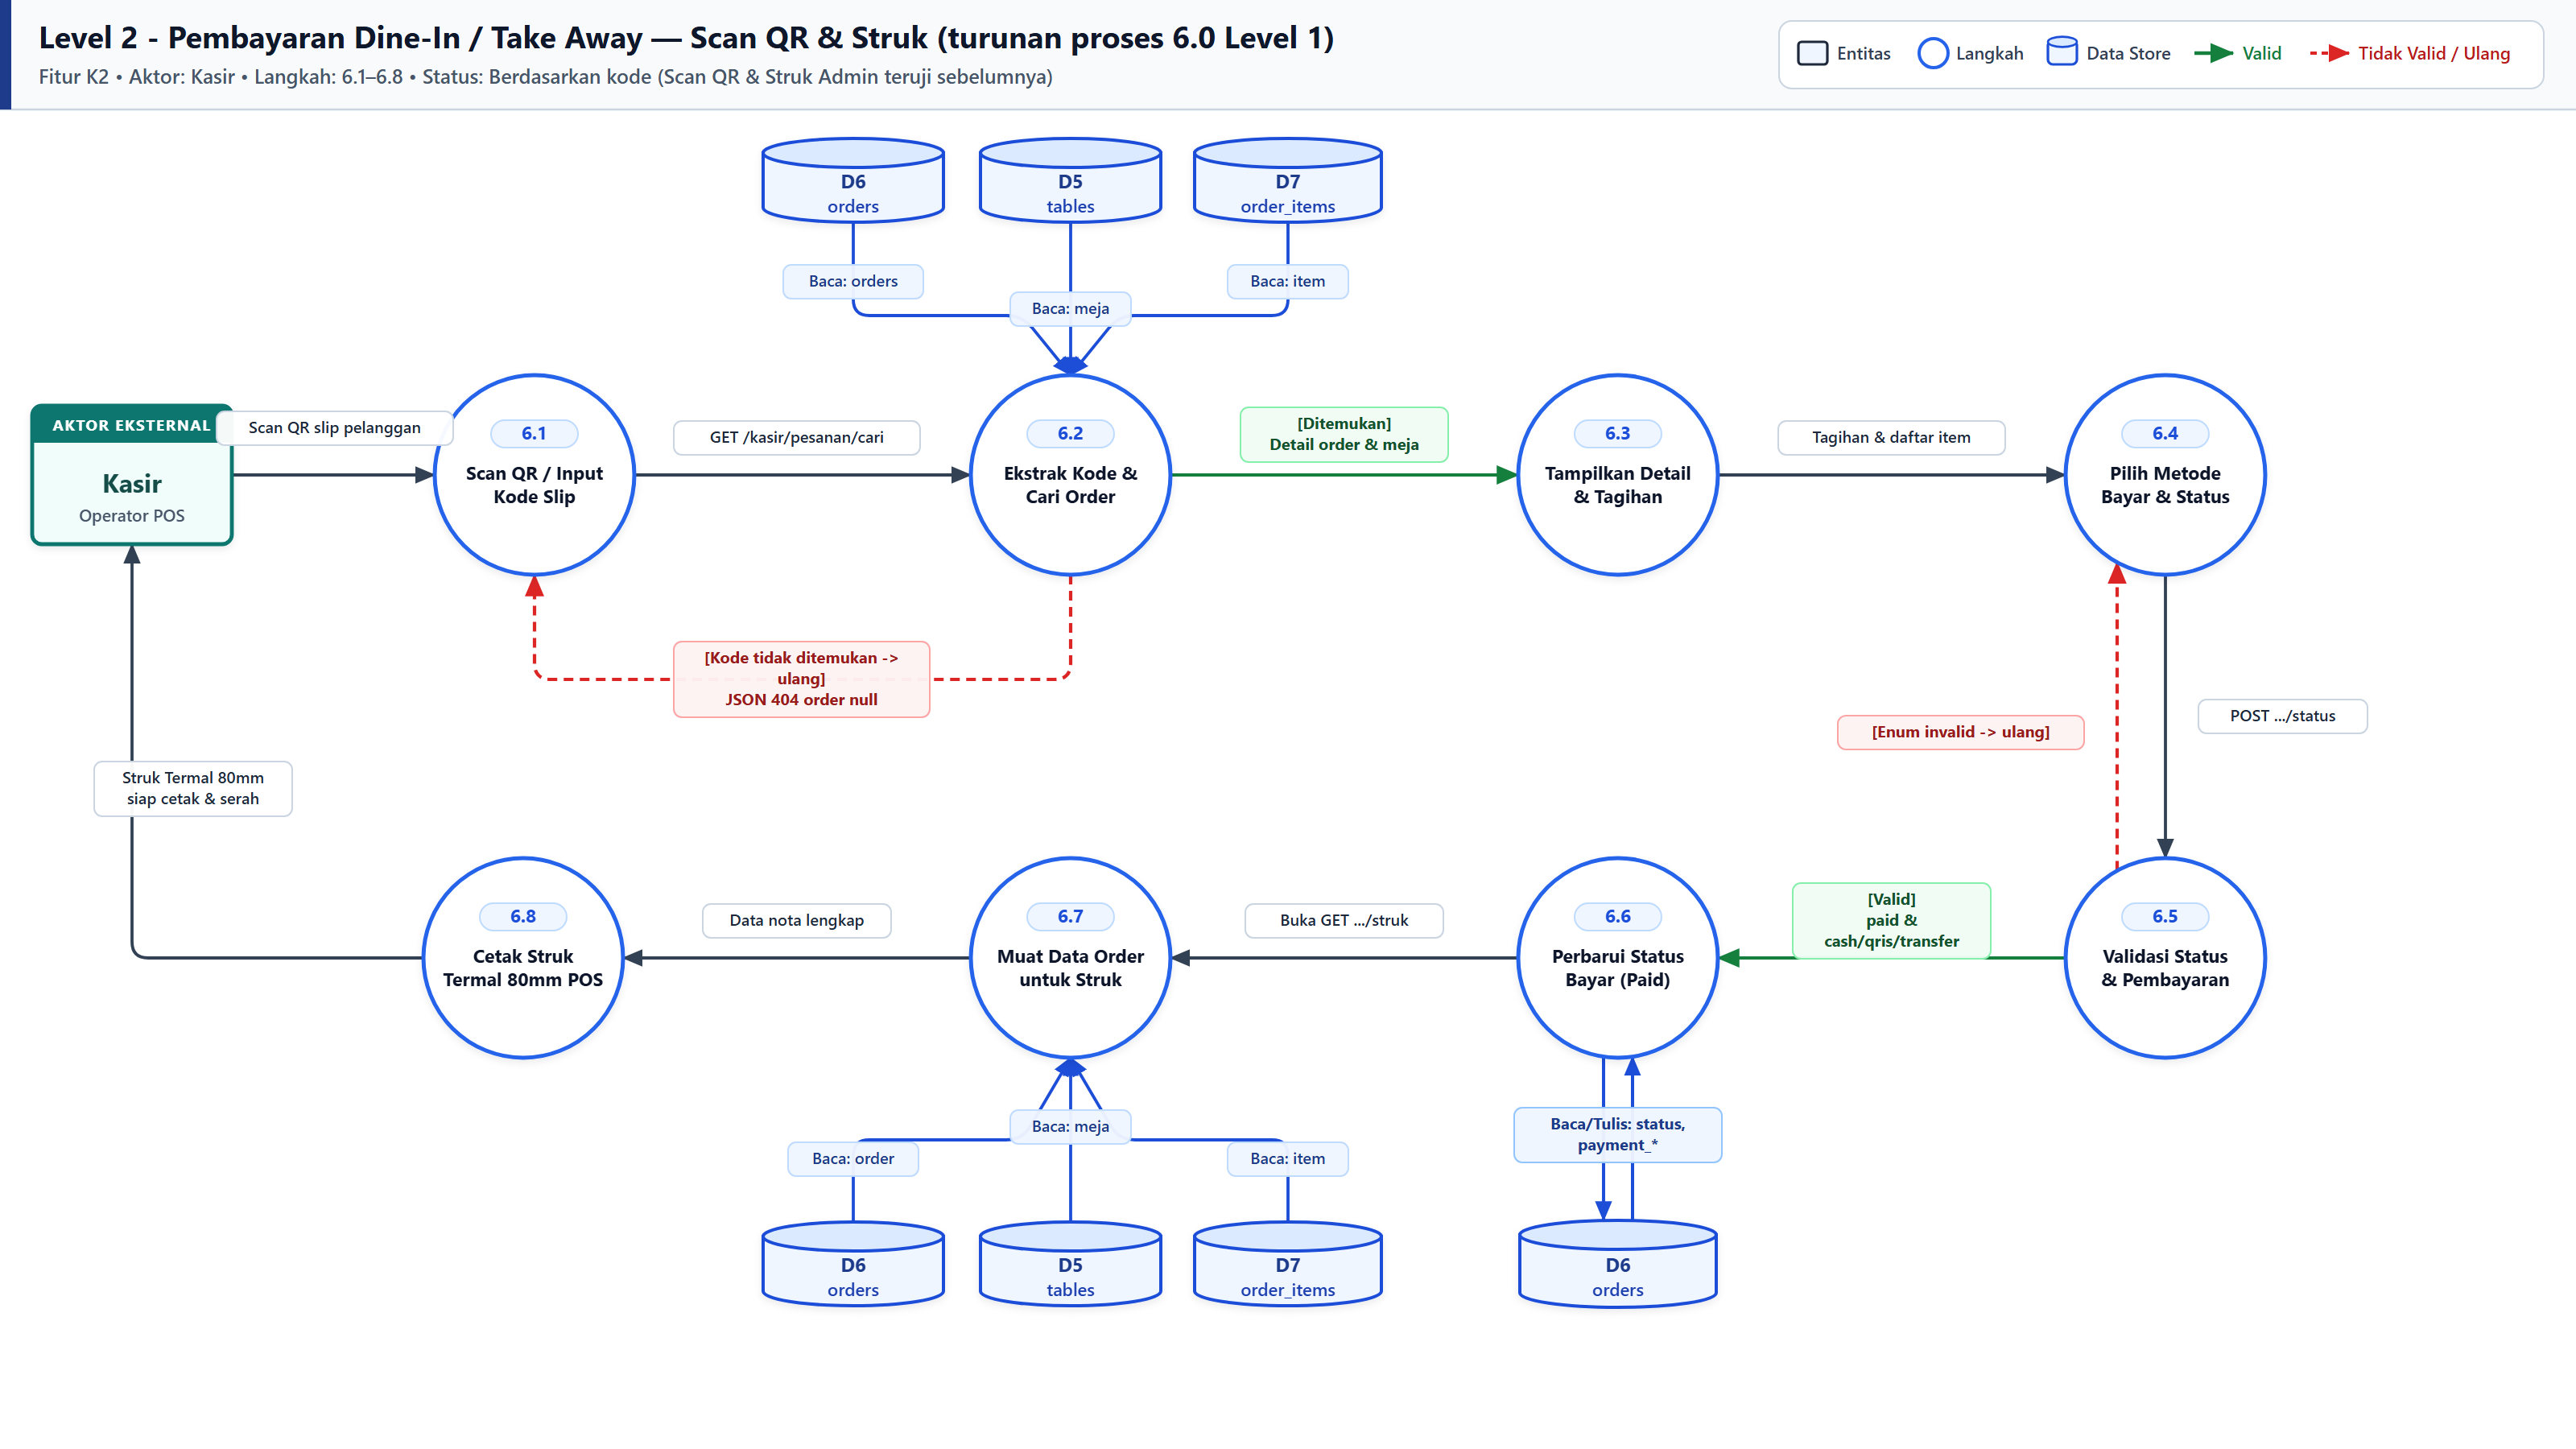 Level 2 - Pembayaran Dine-In / Take Away — Scan QR & Struk (turunan proses 6.0 Level 1)
Fitur K2 • Aktor: Kasir • Langkah: 6.1–6.8 • Status: Berdasarkan kode (Scan QR & Struk Admin teruji sebelumnya)
Entitas
Langkah
Data Store
Valid
Tidak Valid / Ulang
D6
orders
D5
tables
D7
order_items
Baca: orders
Baca: meja
Baca: item
AKTOR EKSTERNAL
Kasir
Operator POS
Scan QR slip pelanggan
6.1
Scan QR / Input
Kode Slip
GET /kasir/pesanan/cari
6.2
Ekstrak Kode &
Cari Order
[Ditemukan]
Detail order & meja
6.3
Tampilkan Detail
& Tagihan
Tagihan & daftar item
6.4
Pilih Metode
Bayar & Status
[Kode tidak ditemukan ->
ulang]
JSON 404 order null
[Enum invalid -> ulang]
POST .../status
Struk Termal 80mm
siap cetak & serah
6.8
Cetak Struk
Termal 80mm POS
Data nota lengkap
6.7
Muat Data Order
untuk Struk
Buka GET .../struk
6.6
Perbarui Status
Bayar (Paid)
[Valid]
paid &
cash/qris/transfer
6.5
Validasi Status
& Pembayaran
Baca: order
Baca: meja
Baca: item
Baca/Tulis: status,
payment_*
D6
orders
D5
tables
D7
order_items
D6
orders